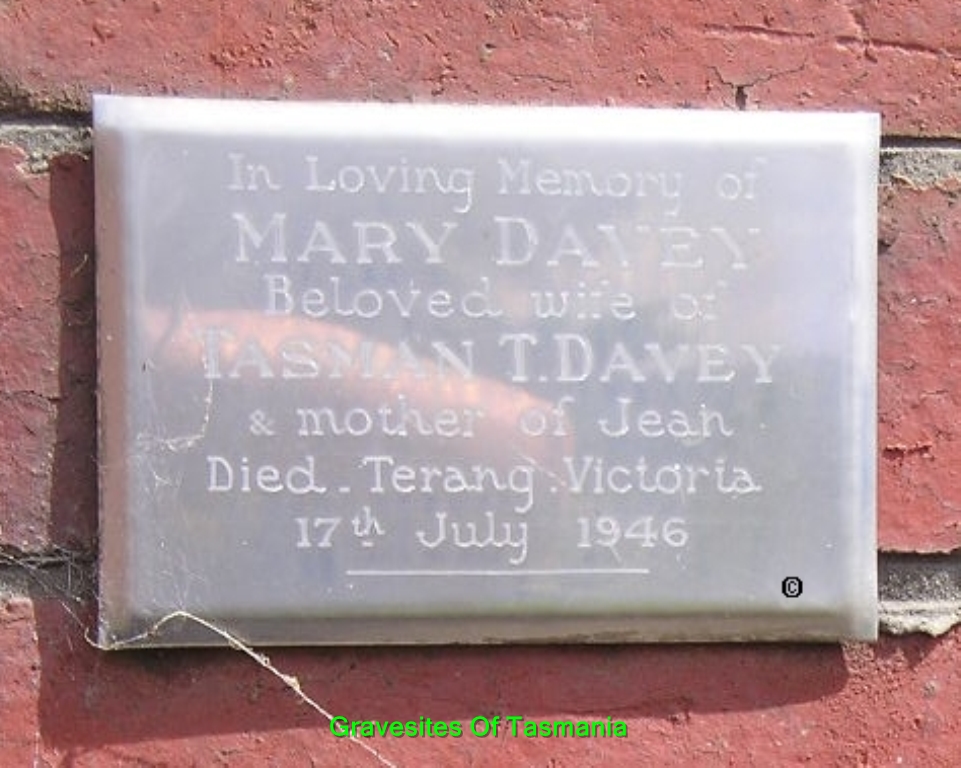 In Loving Memory of
MARY DAVEY
Beloved wife of
TASMAN T. DAVEY
& mother of Jean
Died. Terang. Victoria
17th July 1946
©
Gravesites Of Tasmania